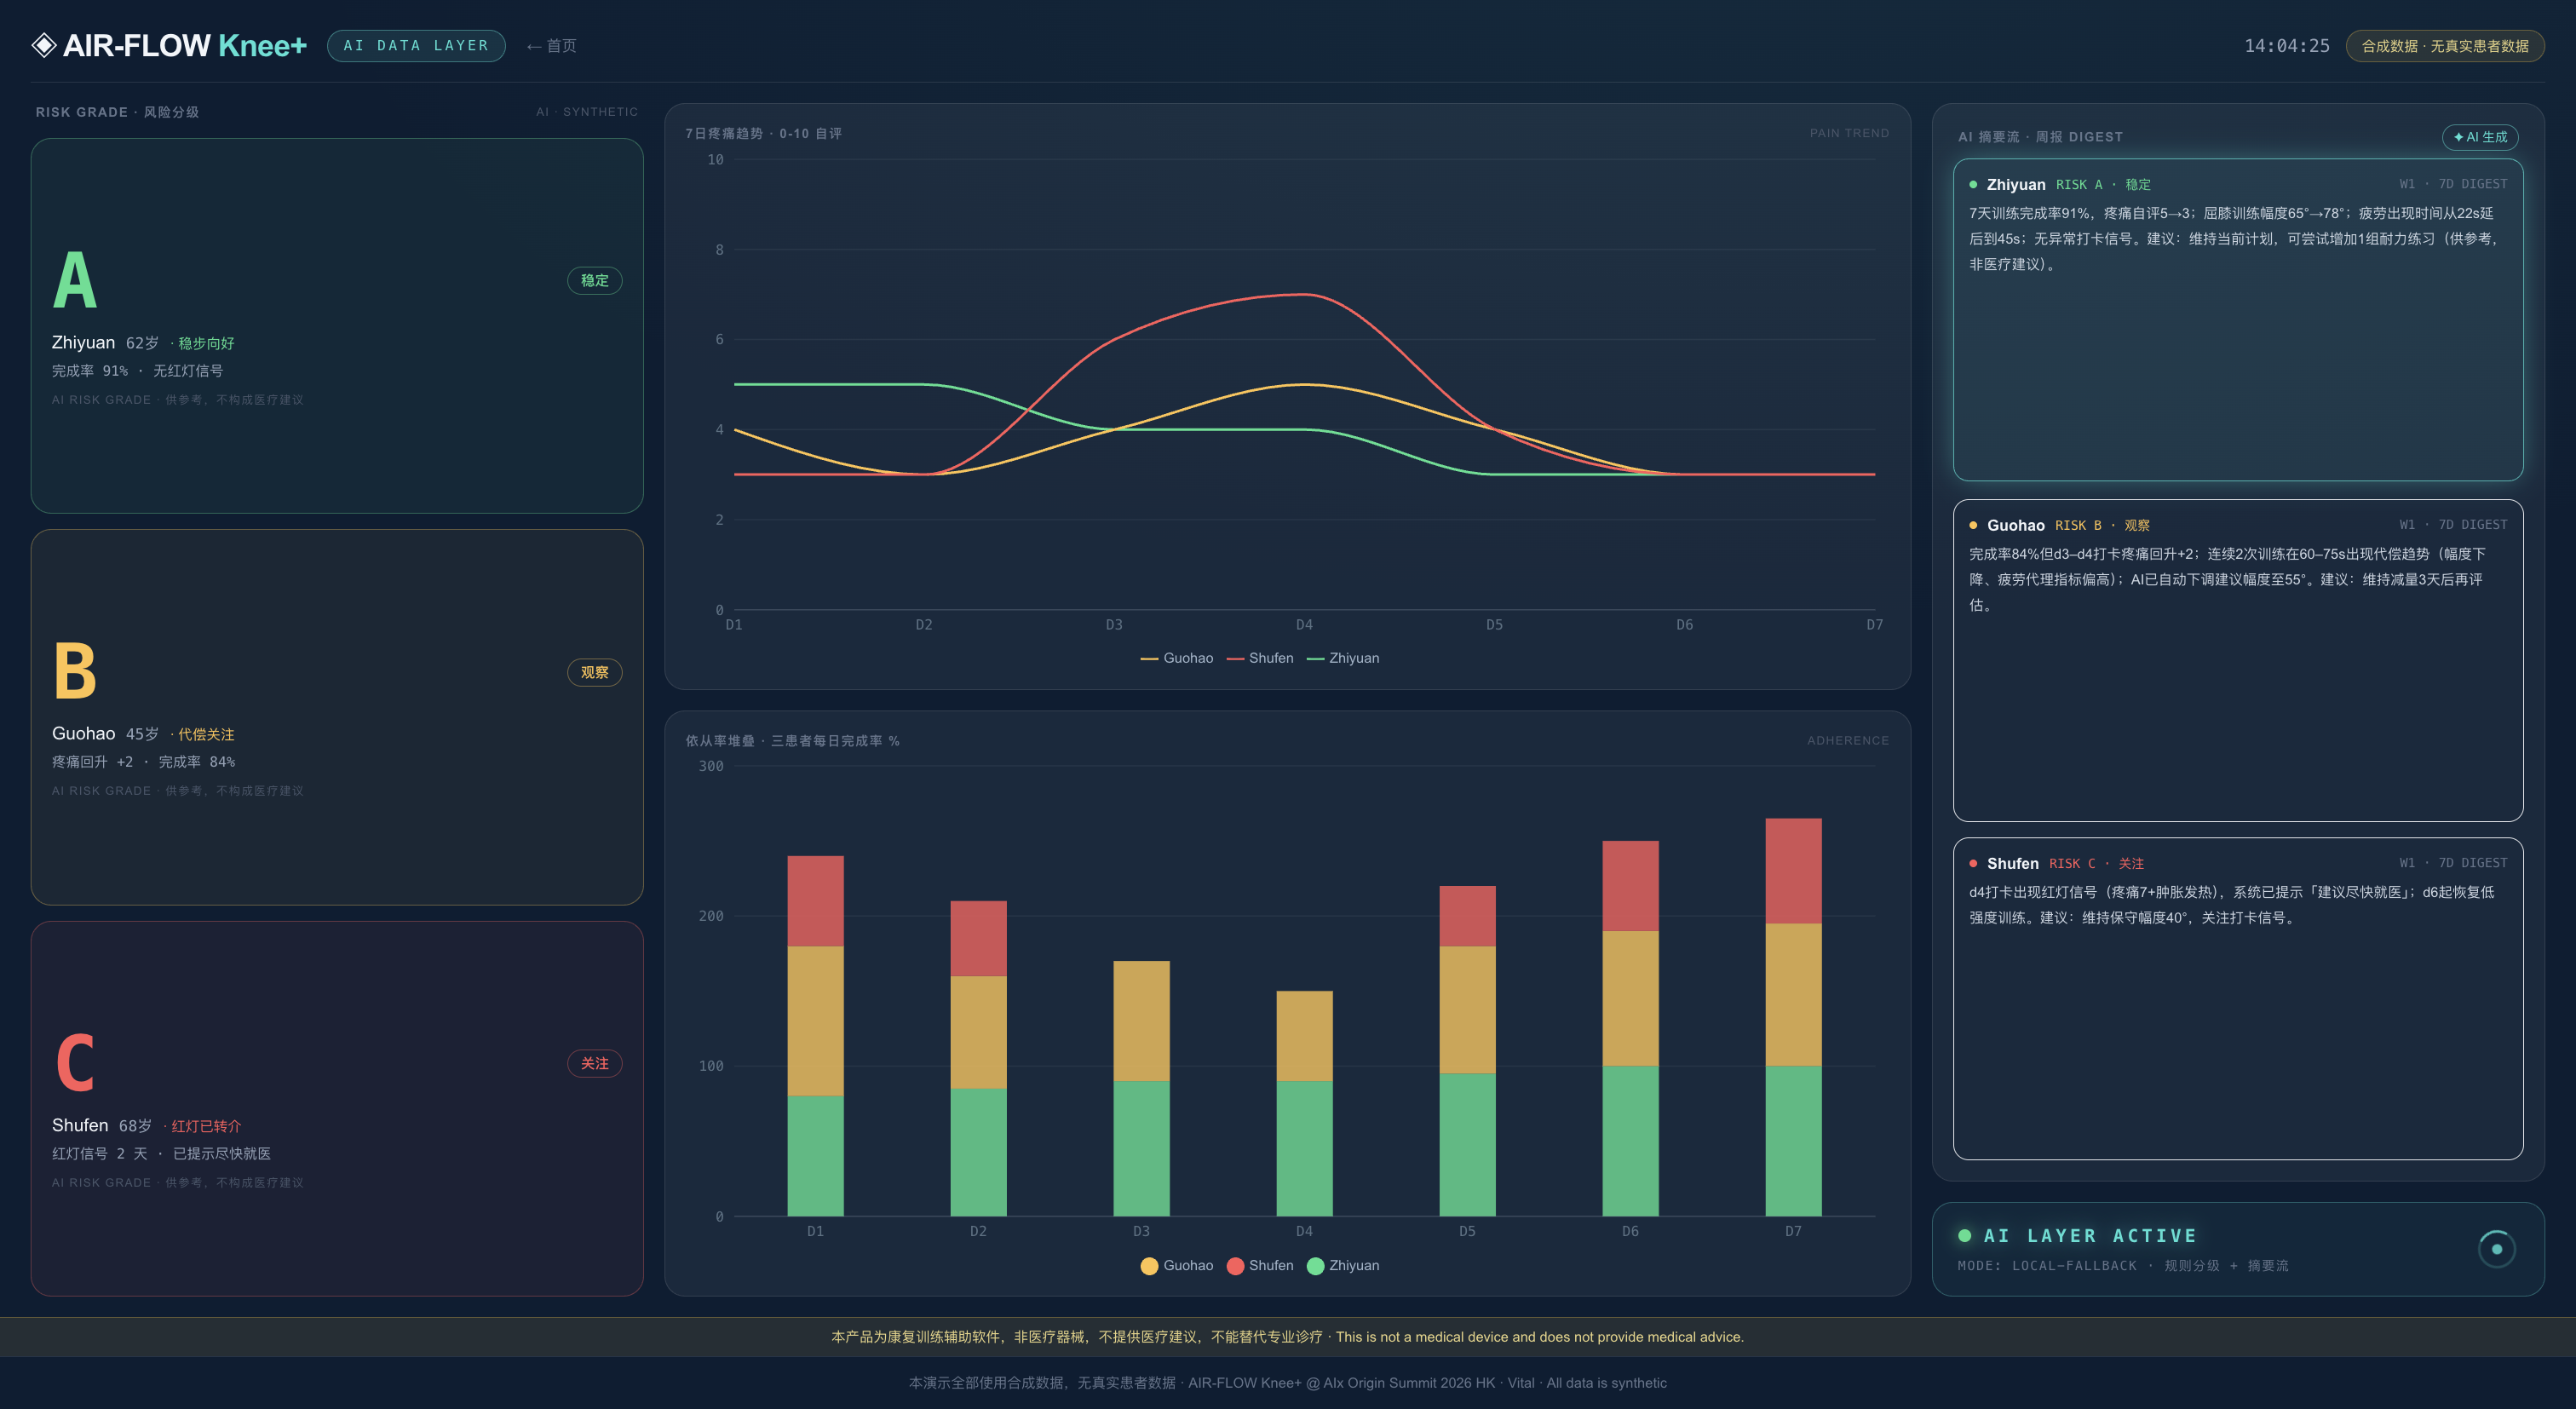 AIR-FLOW Knee+
AI DATA LAYER
← 首页
14:04:25
合成数据 · 无真实患者数据
RISK GRADE · 风险分级
AI · SYNTHETIC
A
稳定
Zhiyuan 62岁 · 稳步向好
完成率 91% · 无红灯信号
AI RISK GRADE · 供参考，不构成医疗建议
B
观察
Guohao 45岁 · 代偿关注
疼痛回升 +2 · 完成率 84%
AI RISK GRADE · 供参考，不构成医疗建议
C
关注
Shufen 68岁 · 红灯已转介
红灯信号 2 天 · 已提示尽快就医
AI RISK GRADE · 供参考，不构成医疗建议
7日疼痛趋势 · 0-10 自评
PAIN TREND
10
8
6
4
2
0
D1 D2 D3 D4 D5 D6 D7
Guohao Shufen Zhiyuan
依从率堆叠 · 三患者每日完成率 %
ADHERENCE
300
200
100
0
D1 D2 D3 D4 D5 D6 D7
Guohao Shufen Zhiyuan
AI 摘要流 · 周报 DIGEST
✦ AI 生成
Zhiyuan RISK A · 稳定
W1 · 7D DIGEST
7天训练完成率91%，疼痛自评5→3；屈膝训练幅度65°→78°；疲劳出现时间从22s延
后到45s；无异常打卡信号。建议：维持当前计划，可尝试增加1组耐力练习（供参考，
非医疗建议）。
Guohao RISK B · 观察
W1 · 7D DIGEST
完成率84%但d3–d4打卡疼痛回升+2；连续2次训练在60–75s出现代偿趋势（幅度下
降、疲劳代理指标偏高）；AI已自动下调建议幅度至55°。建议：维持减量3天后再评
估。
Shufen RISK C · 关注
W1 · 7D DIGEST
d4打卡出现红灯信号（疼痛7+肿胀发热），系统已提示「建议尽快就医」；d6起恢复低
强度训练。建议：维持保守幅度40°，关注打卡信号。
AI LAYER ACTIVE
MODE: LOCAL-FALLBACK · 规则分级 + 摘要流
本产品为康复训练辅助软件，非医疗器械，不提供医疗建议，不能替代专业诊疗 · This is not a medical device and does not provide medical advice.
本演示全部使用合成数据，无真实患者数据 · AIR-FLOW Knee+ @ AIx Origin Summit 2026 HK · Vital · All data is synthetic